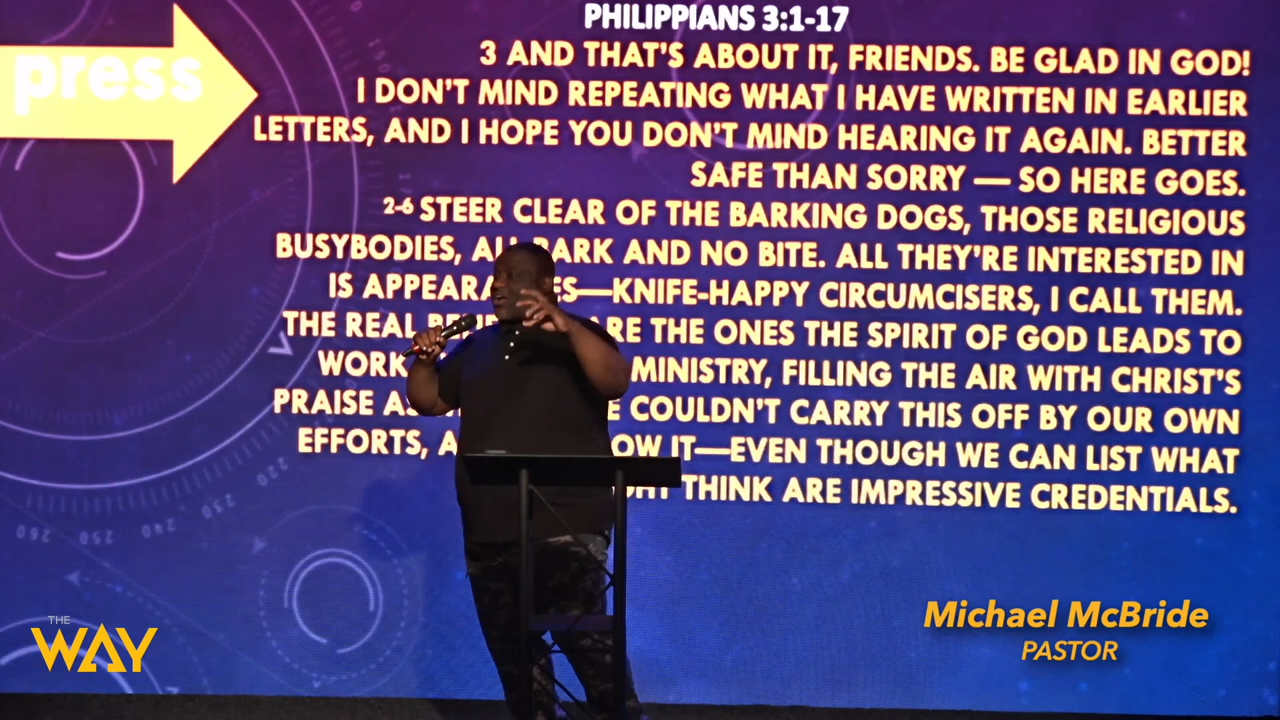 press
PHILIPPIANS 3:1-17
3 AND THAT'S ABOUT IT, FRIENDS. BE GLAD IN GOD!
I DON'T MIND REPEATING WHAT I HAVE WRITTEN IN EARLIER
LETTERS, AND I HOPE YOU DON'T MIND HEARING IT AGAIN. BETTER
SAFE THAN SORRY — SO HERE GOES.
2-6 STEER CLEAR OF THE BARKING DOGS, THOSE RELIGIOUS
BUSYBODIES, ALL BARK AND NO BITE. ALL THEY'RE INTERESTED IN
IS —KNIFE-HAPPY CIRCUMCISERS, I CALL THEM.
THE REAL ARE THE ONES THE SPIRIT OF GOD LEADS TO
WORK MINISTRY, FILLING THE AIR WITH CHRIST'S
PRAISE COULDN'T CARRY THIS OFF BY OUR OWN
EFFORTS, IT—EVEN THOUGH WE CAN LIST WHAT
THINK ARE IMPRESSIVE CREDENTIALS.
260 250 240 230 220
THE
WAY
Michael McBride
PASTOR